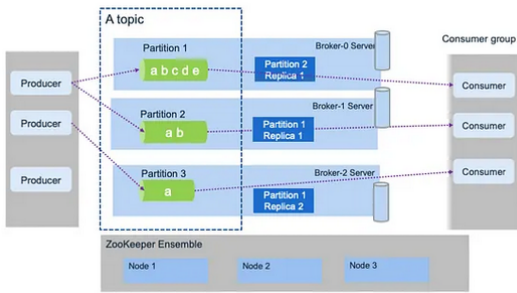 A topic
Producer
Producer
Producer
Partition 1
a b c d e
Broker-0 Server
Partition 2
Replica 1
Partition 2
a b
Broker-1 Server
Partition 1
Replica 1
Partition 3
a
Broker-2 Server
Partition 1
Replica 2
Consumer group
Consumer
Consumer
Consumer
ZooKeeper Ensemble
Node 1
Node 2
Node 3